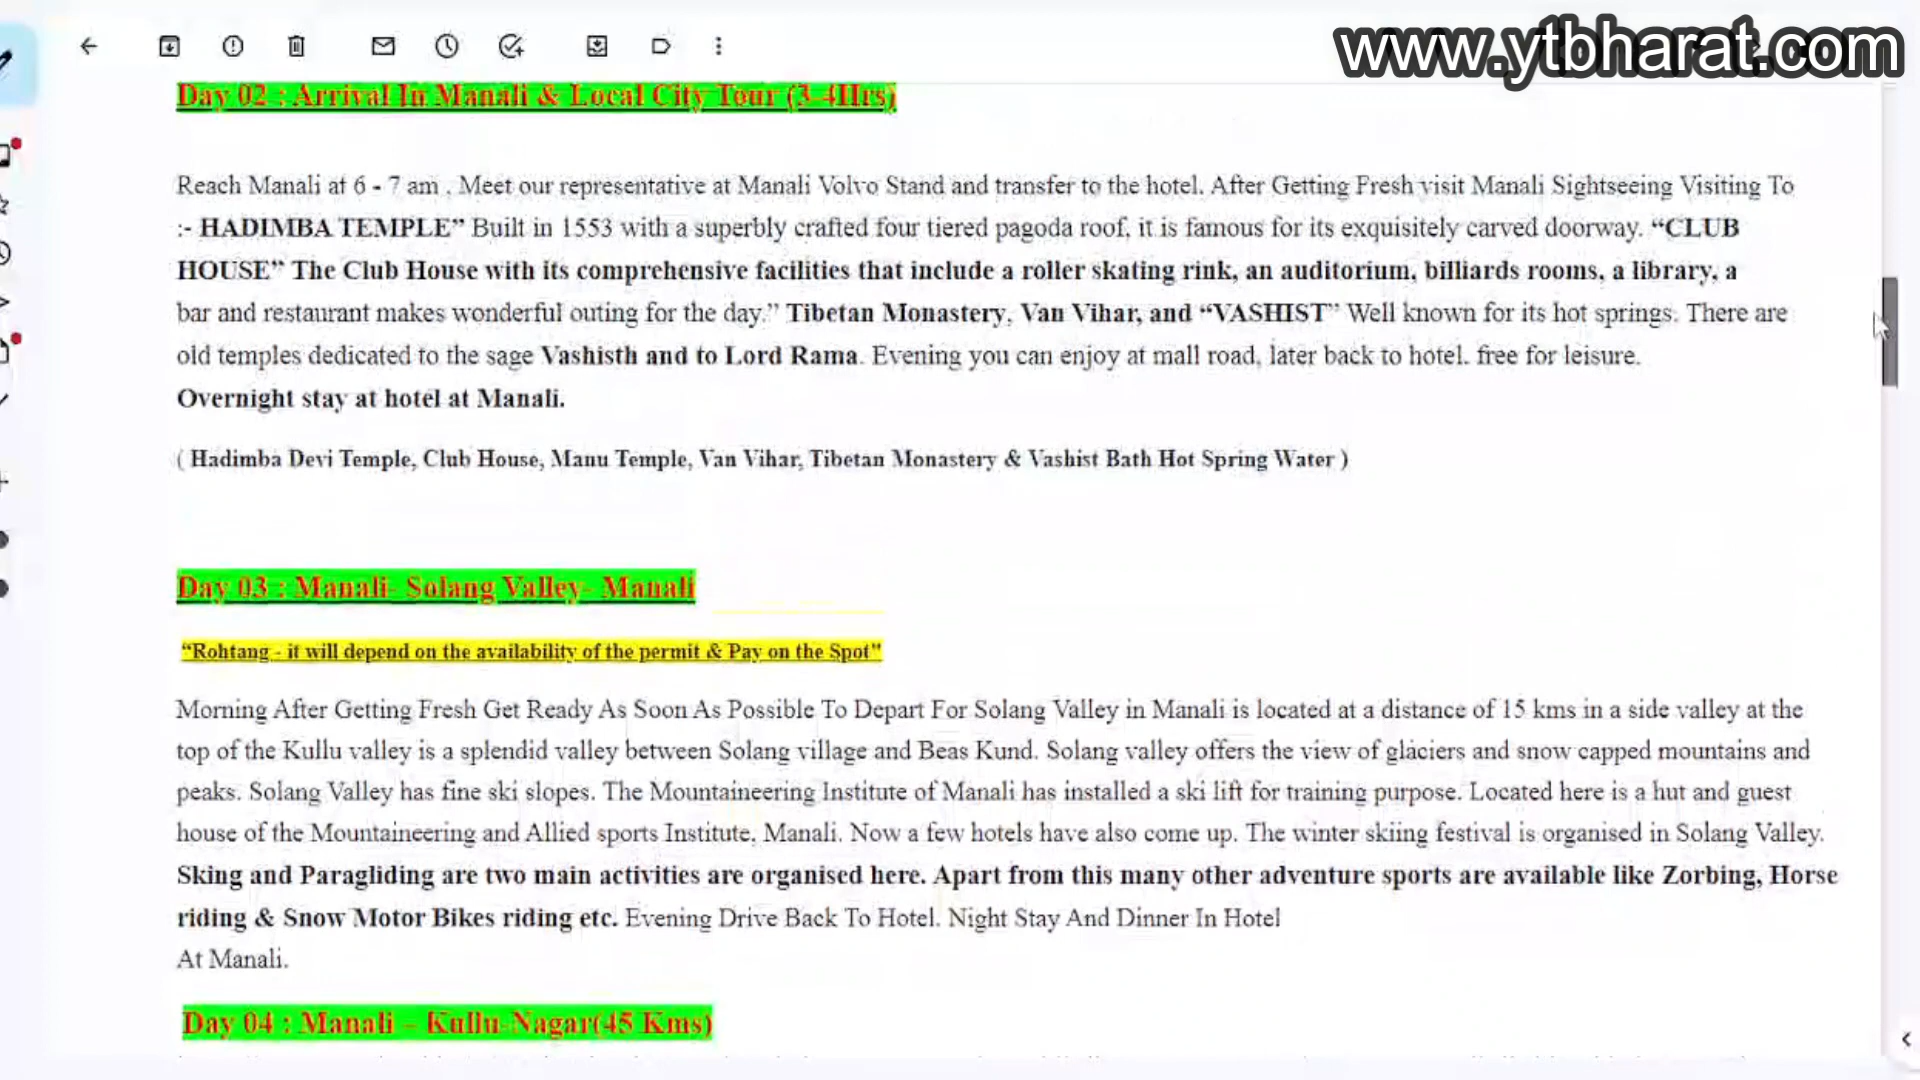 www.ytbharat.com
Day 02 : Arrival In Manali & Local City Tour (3-4Hrs)
Reach Manali at 6 - 7 am . Meet our representative at Manali Volvo Stand and transfer to the hotel. After Getting Fresh visit Manali Sightseeing Visiting To
:- HADIMBA TEMPLE” Built in 1553 with a superbly crafted four tiered pagoda roof, it is famous for its exquisitely carved doorway. “CLUB
HOUSE” The Club House with its comprehensive facilities that include a roller skating rink, an auditorium, billiards rooms, a library, a
bar and restaurant makes wonderful outing for the day.” Tibetan Monastery, Van Vihar, and “VASHIST” Well known for its hot springs. There are
old temples dedicated to the sage Vashisth and to Lord Rama. Evening you can enjoy at mall road, later back to hotel. free for leisure.
Overnight stay at hotel at Manali.
( Hadimba Devi Temple, Club House, Manu Temple, Van Vihar, Tibetan Monastery & Vashist Bath Hot Spring Water )
Day 03 : Manali- Solang Valley- Manali
“Rohtang - it will depend on the availability of the permit & Pay on the Spot”
Morning After Getting Fresh Get Ready As Soon As Possible To Depart For Solang Valley in Manali is located at a distance of 15 kms in a side valley at the
top of the Kullu valley is a splendid valley between Solang village and Beas Kund. Solang valley offers the view of glaciers and snow capped mountains and
peaks. Solang Valley has fine ski slopes. The Mountaineering Institute of Manali has installed a ski lift for training purpose. Located here is a hut and guest
house of the Mountaineering and Allied sports Institute, Manali. Now a few hotels have also come up. The winter skiing festival is organised in Solang Valley.
Sking and Paragliding are two main activities are organised here. Apart from this many other adventure sports are available like Zorbing, Horse
riding & Snow Motor Bikes riding etc. Evening Drive Back To Hotel. Night Stay And Dinner In Hotel
At Manali.
Day 04 : Manali – Kullu-Nagar(45 Kms)